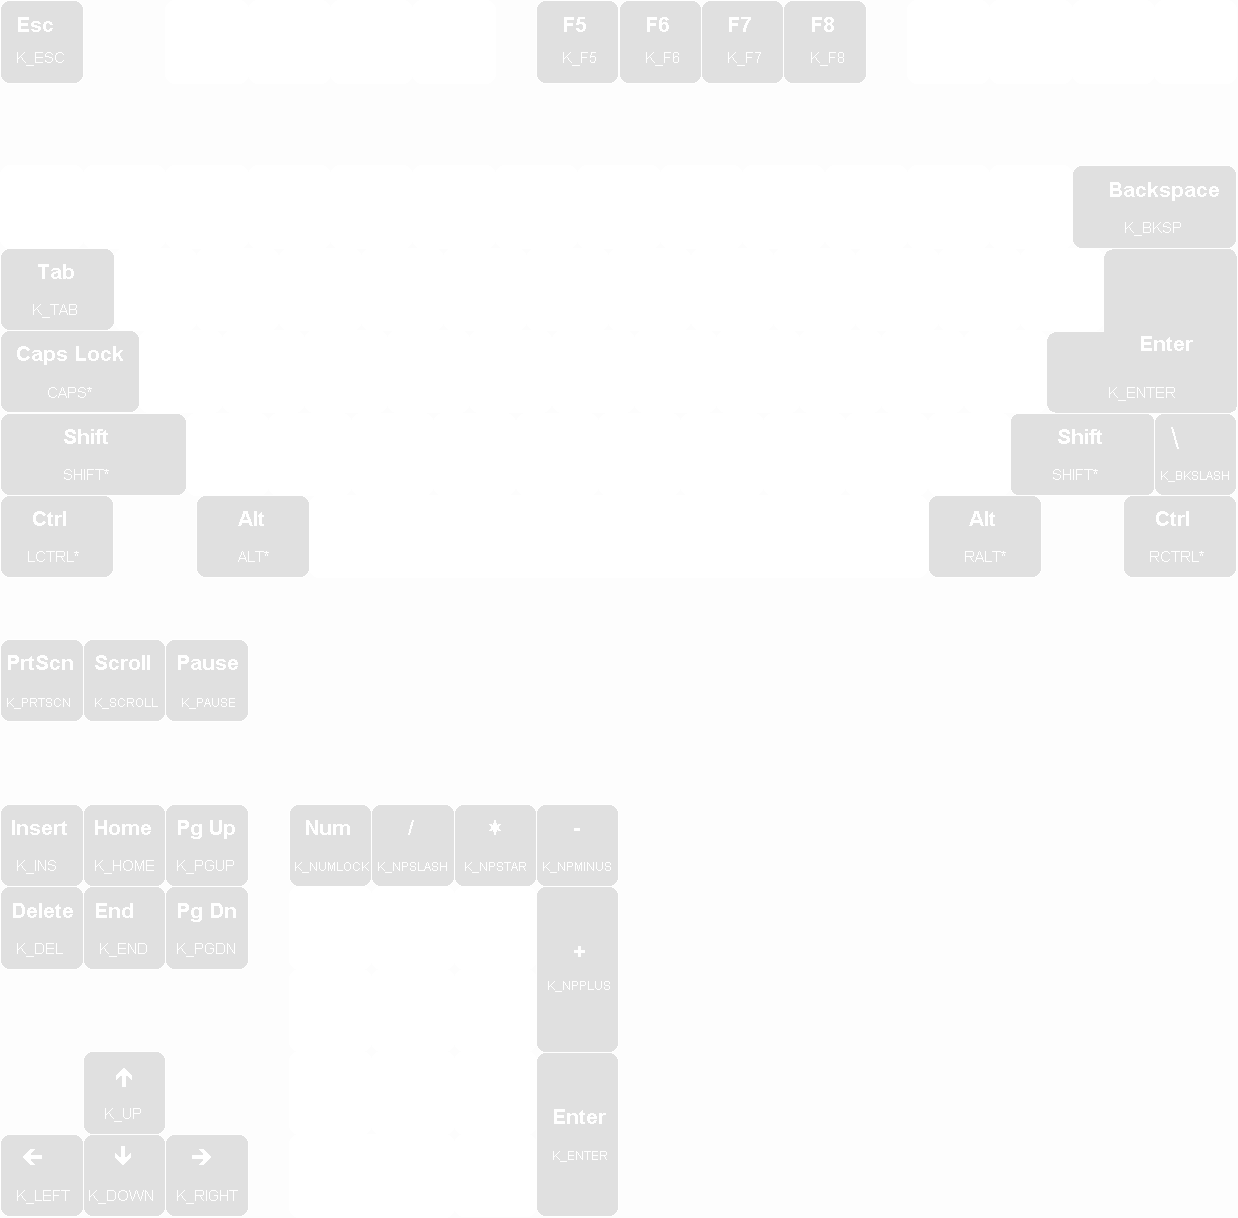 Esc F5 F6 F7 F8
K_ESC K_F5 K_F6 K_F7 K_F8
Backspace
K_BKSP
Tab
K_TAB
Enter
Caps Lock
CAPS* K_ENTER
Shift Shift \
SHIFT* SHIFT* K_BKSLASH
Ctrl Alt Alt Ctrl
LCTRL* ALT* RALT* RCTRL*
PrtScn Scroll Pause
K_PRTSCN K_SCROLL K_PAUSE
Insert Home Pg Up Num / * -
K_INS K_HOME K_PGUP K_NUMLOCK K_NPSLASH K_NPSTAR K_NPMINUS
Delete End Pg Dn
K_DEL K_END K_PGDN
+
K_NPPLUS
↑
K_UP
Enter
K_ENTER
← ↓ →
K_LEFT K_DOWN K_RIGHT